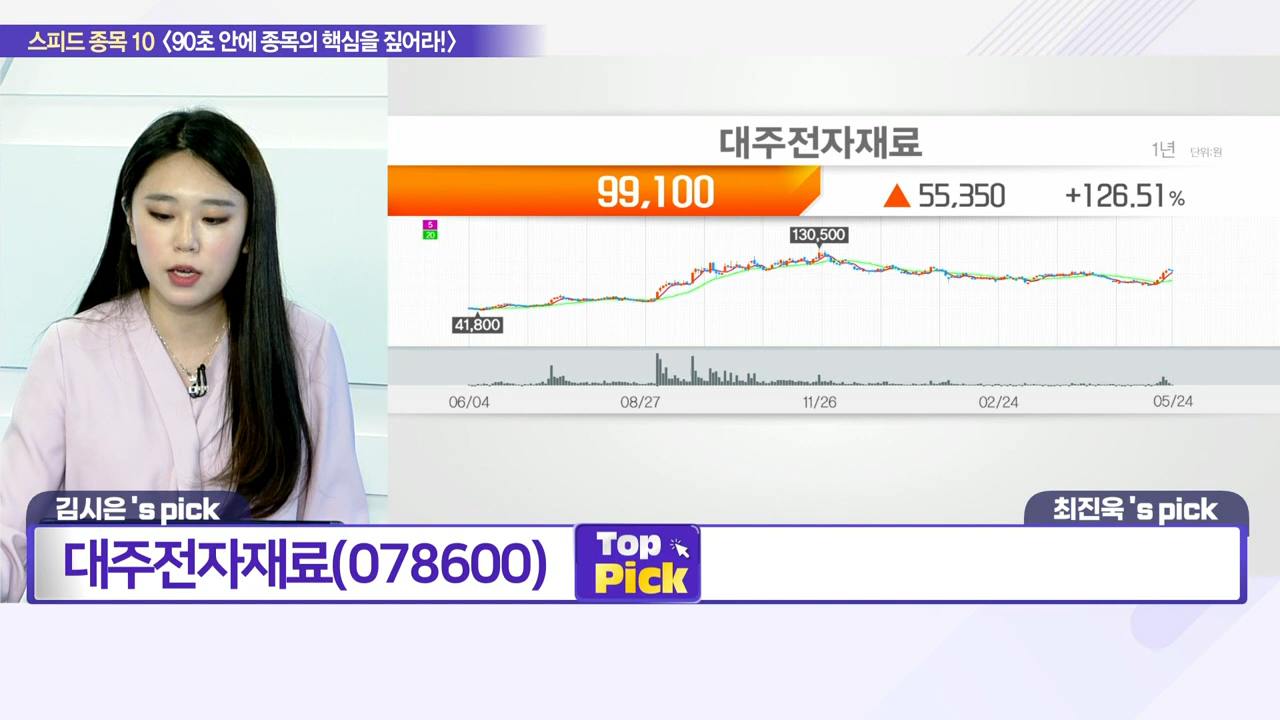 스피드 종목 10 <90초 안에 종목의 핵심을 짚어라!>
대주전자재료
1년 단위:원
99,100 ▲ 55,350 +126.51%
5
20
130,500
41,800
06/04 08/27 11/26 02/24 05/24
김시은 's pick
최진욱 's pick
대주전자재료(078600)
Top
Pick